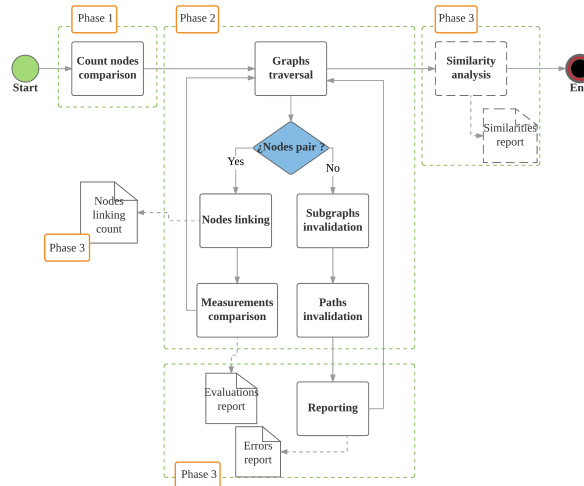 Phase 1
Phase 2
Phase 3
Count nodes
comparison
Graphs
traversal
Similarity
analysis
Start
En
Similarities
report
¿Nodes pair ?
Yes
No
Nodes
linking
count
Phase 3
Nodes linking
Subgraphs
invalidation
Measurements
comparison
Paths
invalidation
Evaluations
report
Reporting
Errors
report
Phase 3